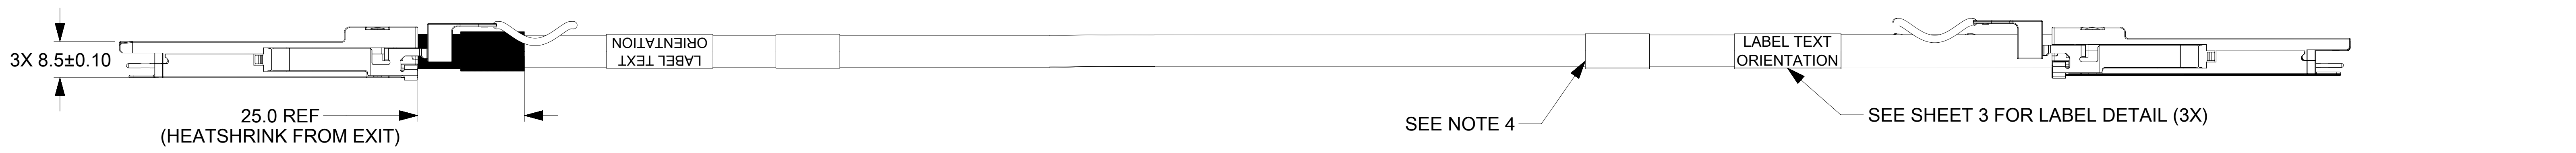 3X 8.5±0.10
25.0 REF
(HEATSHRINK FROM EXIT)
LABEL TEXT
ORIENTATION
SEE NOTE 4
LABEL TEXT
ORIENTATION
SEE SHEET 3 FOR LABEL DETAIL (3X)